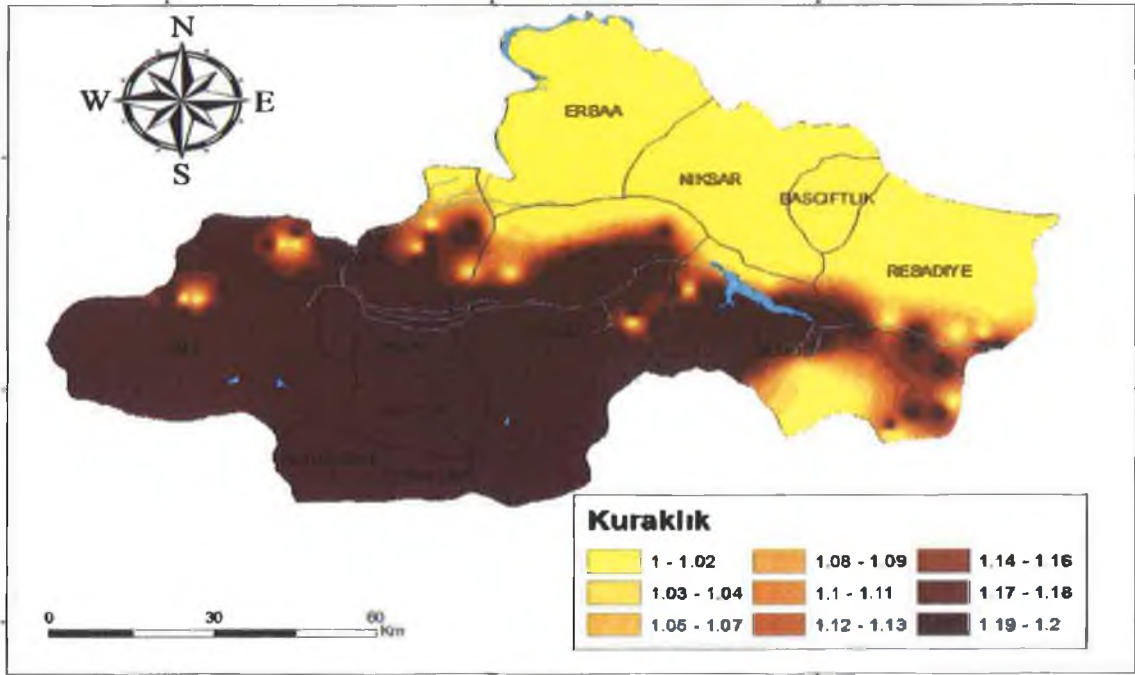 N
W E
S
ERBAA
NIKSAR
BASCIFTLIK
RESADIYE
Kuraklık
1 - 1.02
1.03 - 1.04
1.05 - 1.07
1.08 - 1.09
1.1 - 1.11
1.12 - 1.13
1.14 - 1.16
1.17 - 1.18
1.19 - 1.2
0 30 60
Km